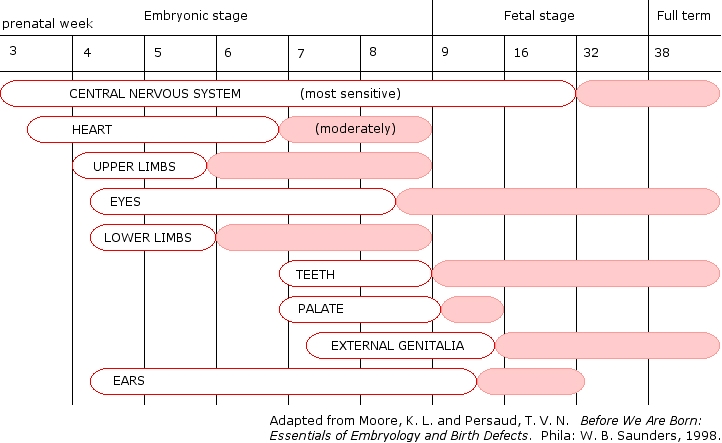 Embryonic stage Fetal stage Full term
prenatal week
3 4 5 6 7 8 9 16 32 38
CENTRAL NERVOUS SYSTEM (most sensitive)
HEART (moderately)
UPPER LIMBS
EYES
LOWER LIMBS
TEETH
PALATE
EXTERNAL GENITALIA
EARS
Adapted from Moore, K. L. and Persaud, T. V. N. Before We Are Born:
Essentials of Embryology and Birth Defects. Phila: W. B. Saunders, 1998.